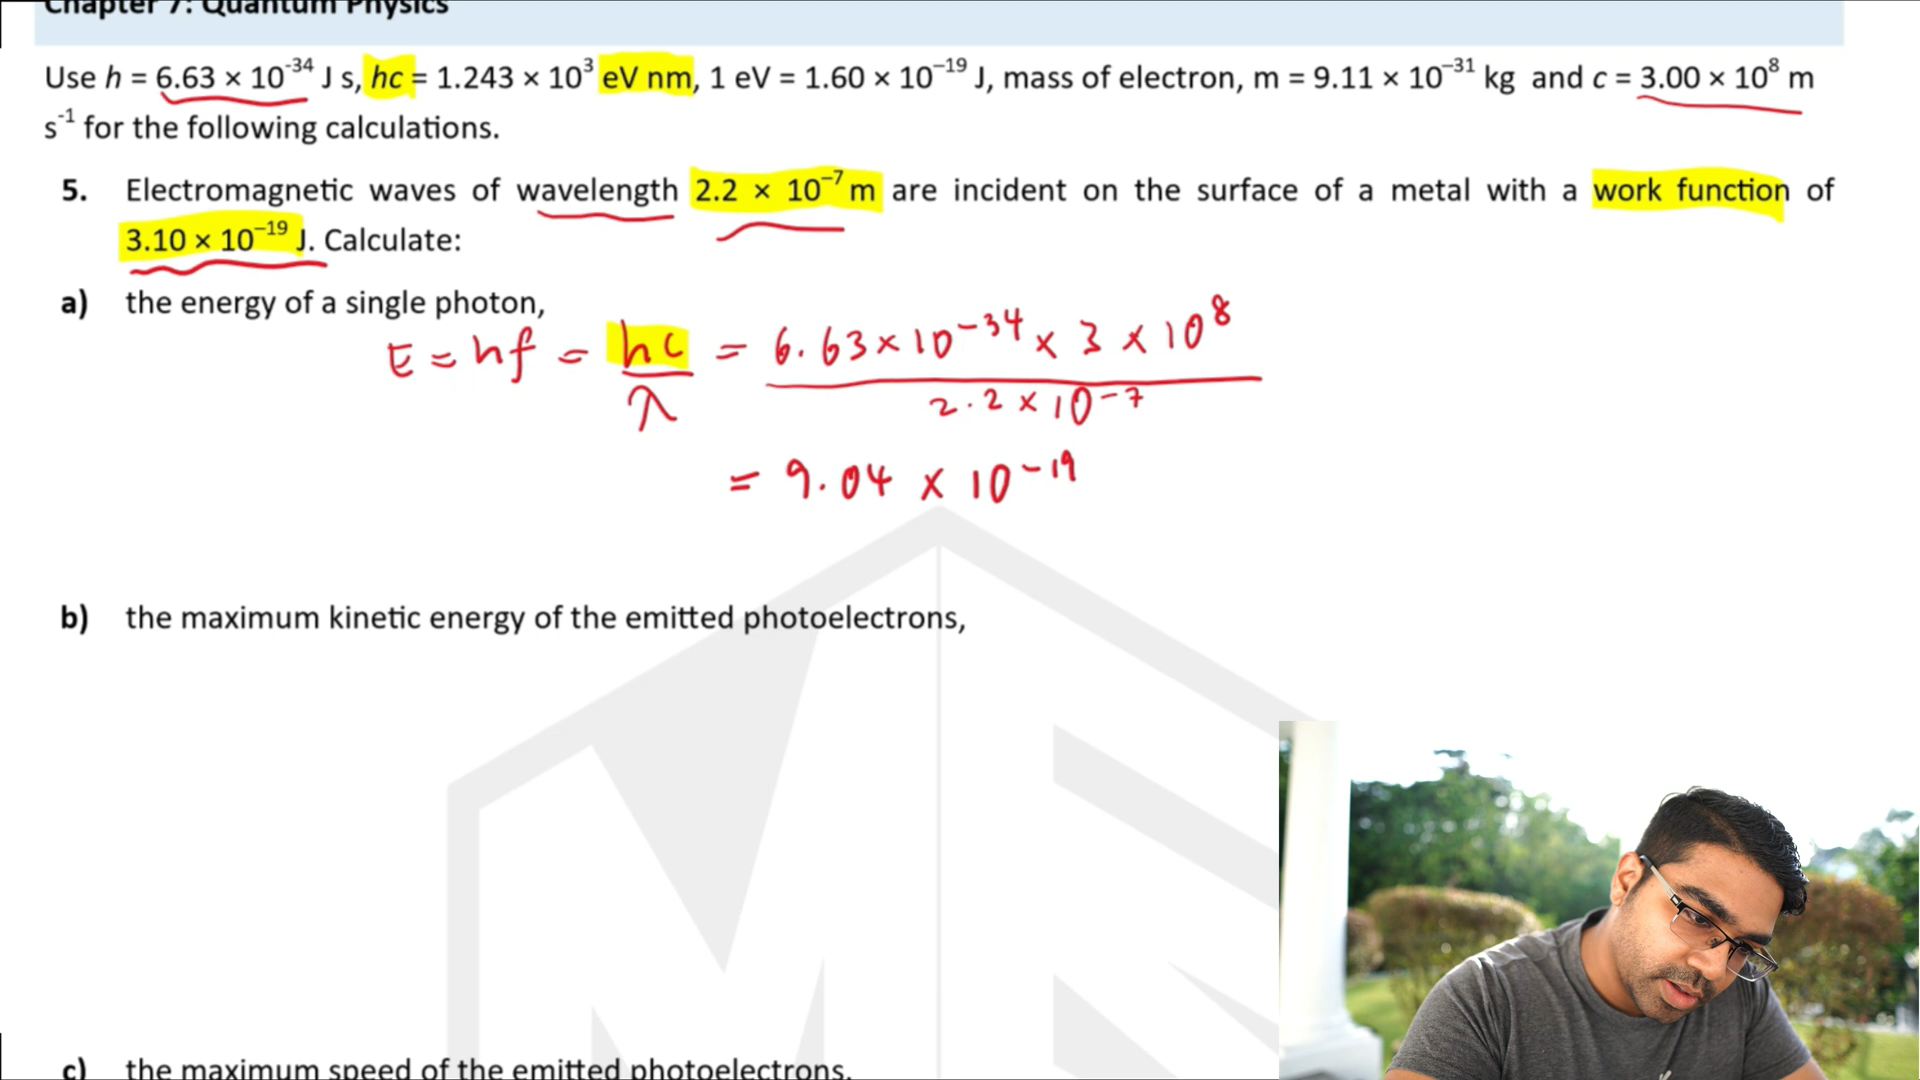 Chapter 7: Quantum Physics
Use h = 6.63 × 10⁻³⁴ J s, hc = 1.243 × 10³ eV nm, 1 eV = 1.60 × 10⁻¹⁹ J, mass of electron, m = 9.11 × 10⁻³¹ kg and c = 3.00 × 10⁸ m
s⁻¹ for the following calculations.
5. Electromagnetic waves of wavelength 2.2 × 10⁻⁷ m are incident on the surface of a metal with a work function of
3.10 × 10⁻¹⁹ J. Calculate:
a) the energy of a single photon,
E = hf = hc/λ = 6.63 × 10⁻³⁴ × 3 × 10⁸ / 2.2 × 10⁻⁷
= 9.04 × 10⁻¹⁹
b) the maximum kinetic energy of the emitted photoelectrons,
c) the maximum speed of the emitted photoelectrons.